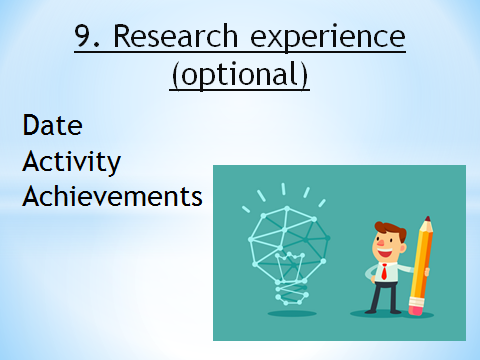 9. Research experience
(optional)
Date
Activity
Achievements